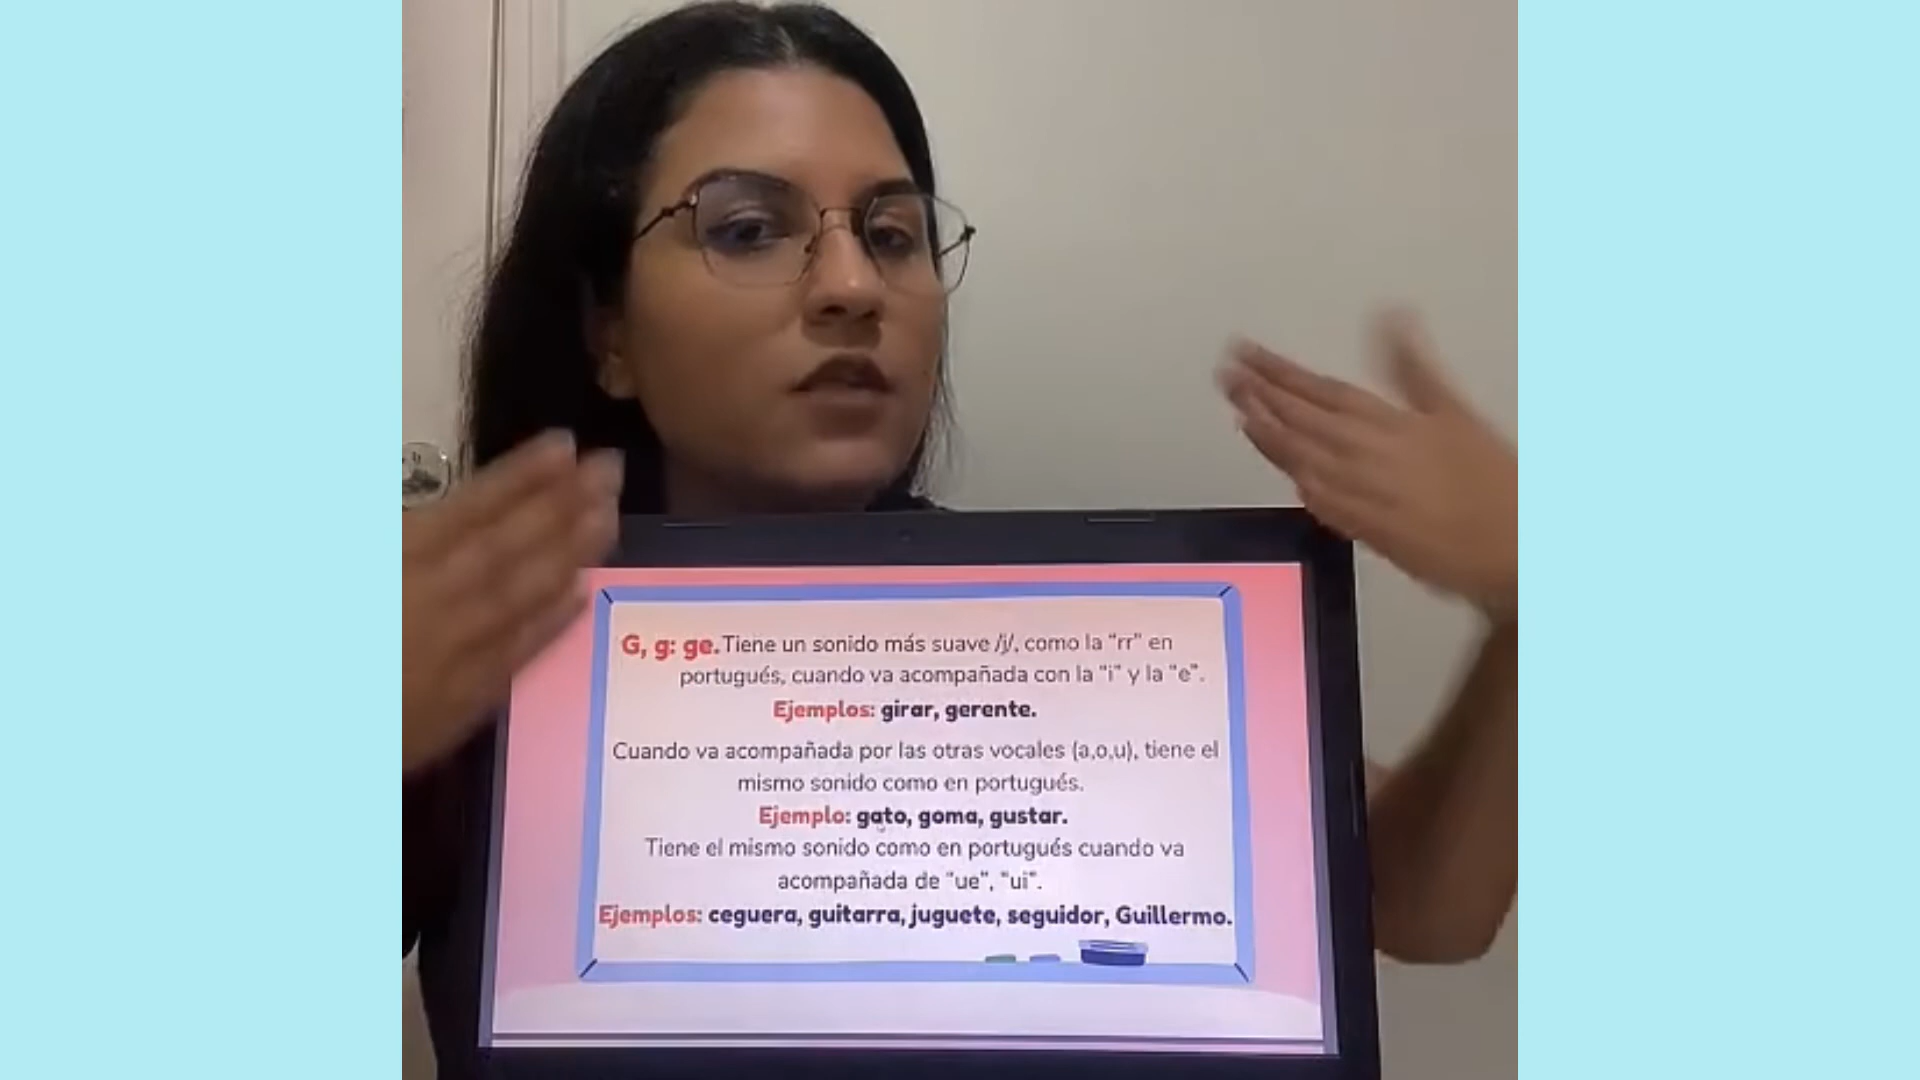 G, g: ge. Tiene un sonido más suave /j/, como la "rr" en
portugués, cuando va acompañada con la "i" y la "e".
Ejemplos: girar, gerente.
Cuando va acompañada por las otras vocales (a,o,u), tiene el
mismo sonido como en portugués.
Ejemplo: gato, goma, gustar.
Tiene el mismo sonido como en portugués cuando va
acompañada de "ue", "ui".
Ejemplos: ceguera, guitarra, juguete, seguidor, Guillermo.